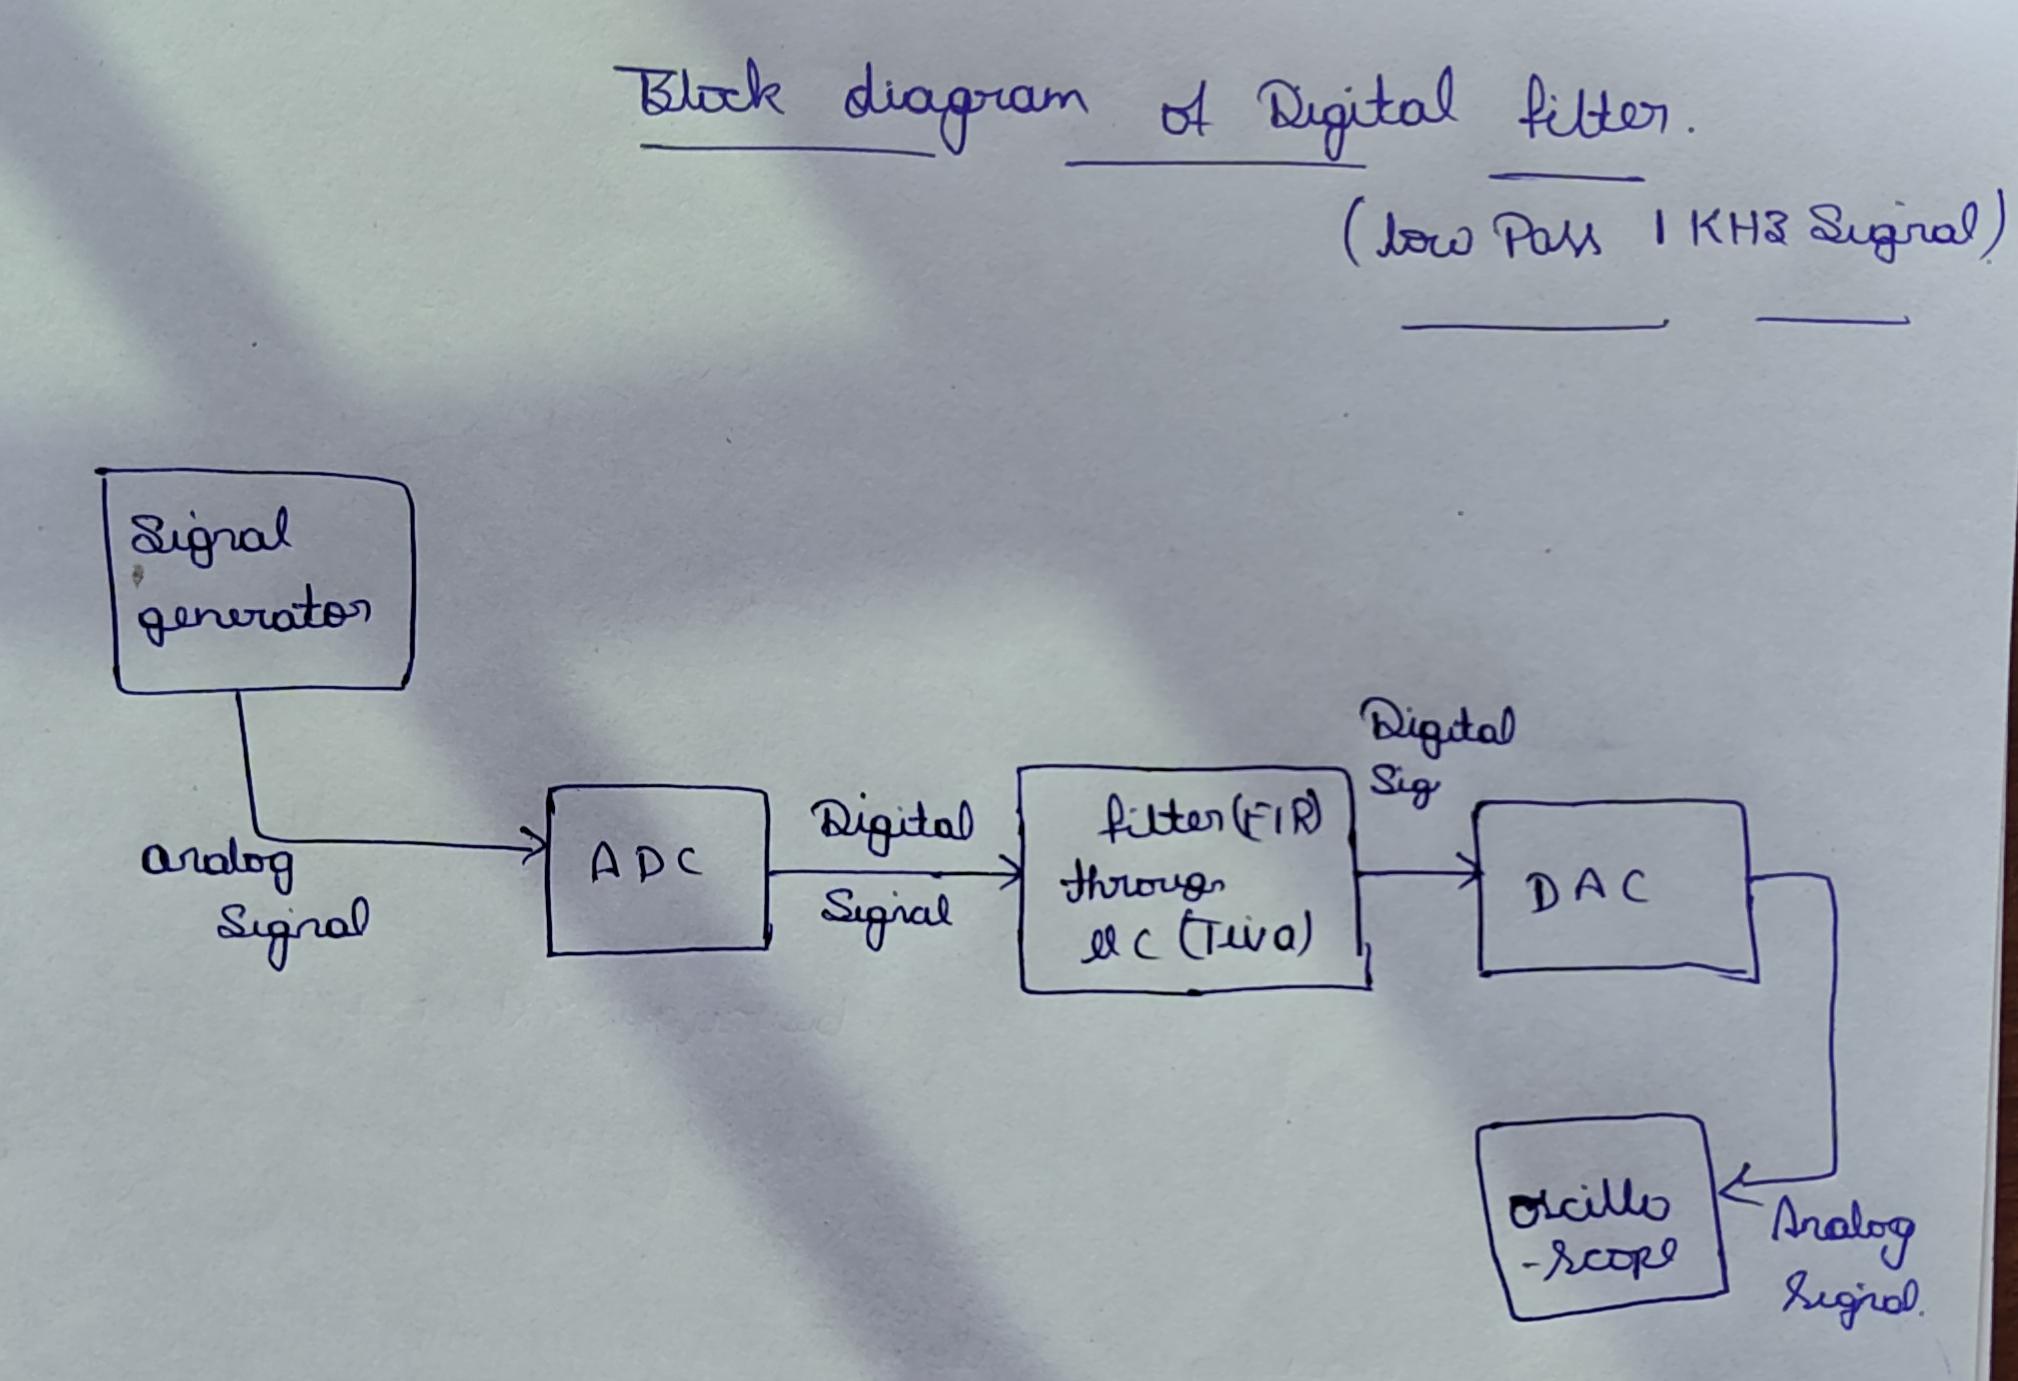 Block diagram of Digital filter.
(low Pass 1 KHz Signal)
Signal
generator
analog
Signal
ADC
Digital
Signal
filter (FIR)
through
µC (Tiva)
Digital
Sig
DAC
oscillo
-scope
Analog
Signal.